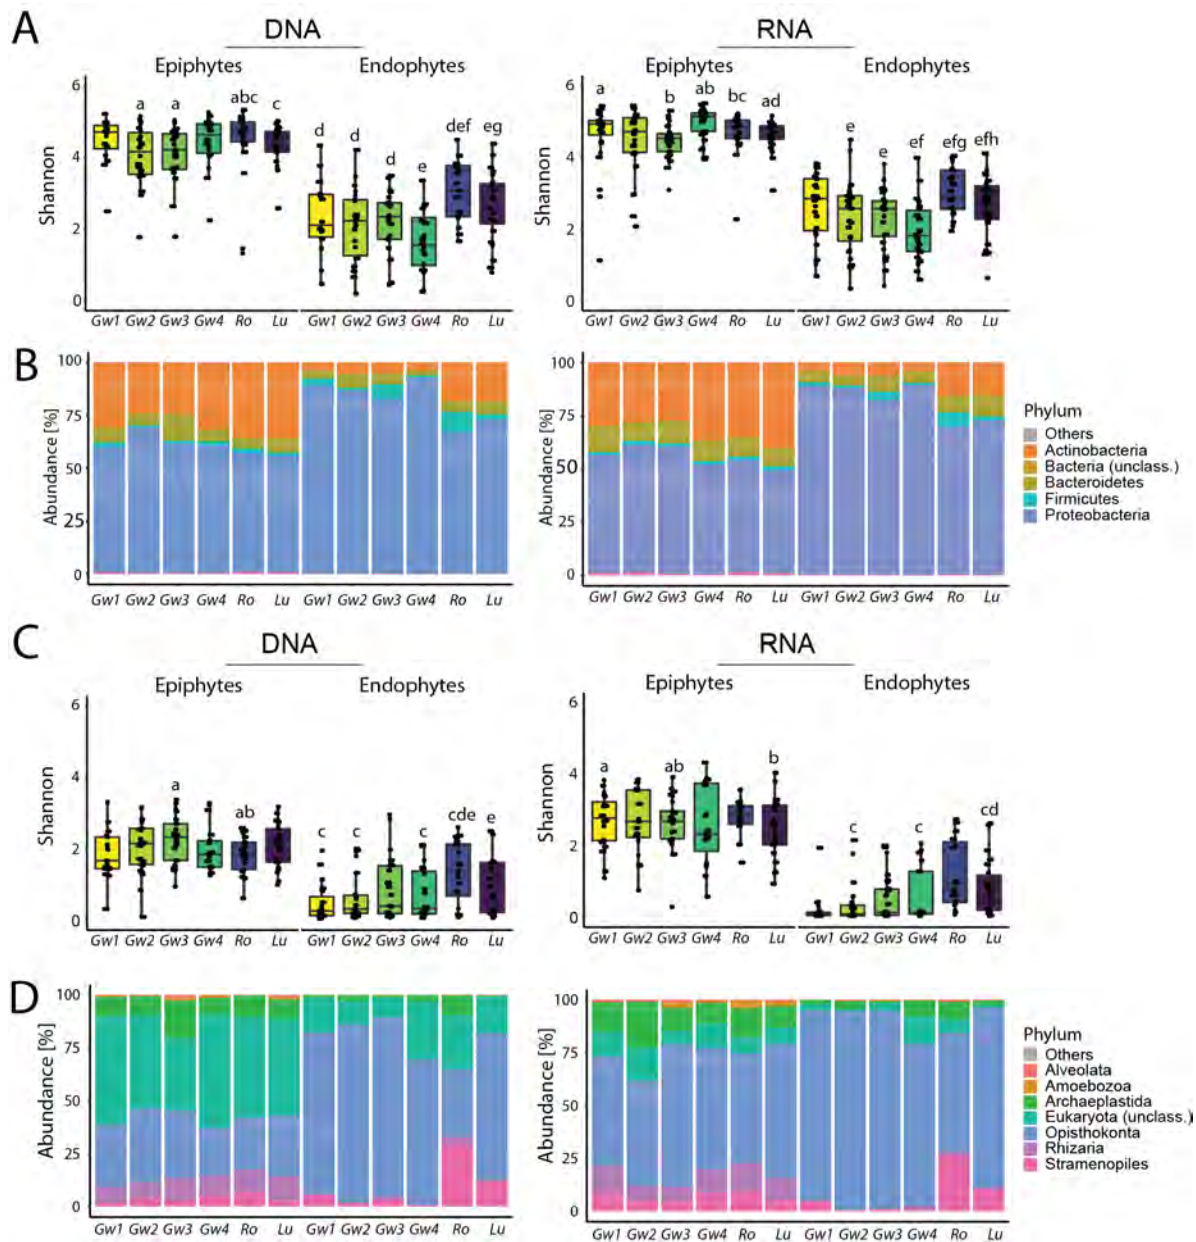 A
DNA
RNA
Epiphytes
Endophytes
Epiphytes
Endophytes
Shannon
6
4
2
0
a
a
abc
c
d
d
d
e
def
eg
Gw1 Gw2 Gw3 Gw4 Ro Lu Gw1 Gw2 Gw3 Gw4 Ro Lu
Shannon
6
4
2
0
a
b
ab
bc
ad
e
e
ef
efg
efh
Gw1 Gw2 Gw3 Gw4 Ro Lu Gw1 Gw2 Gw3 Gw4 Ro Lu
B
Abundance [%]
100
75
50
25
0
Gw1 Gw2 Gw3 Gw4 Ro Lu Gw1 Gw2 Gw3 Gw4 Ro Lu
Abundance [%]
100
75
50
25
0
Gw1 Gw2 Gw3 Gw4 Ro Lu Gw1 Gw2 Gw3 Gw4 Ro Lu
Phylum
Others
Actinobacteria
Bacteria (unclass.)
Bacteroidetes
Firmicutes
Proteobacteria
C
DNA
RNA
Epiphytes
Endophytes
Epiphytes
Endophytes
Shannon
6
4
2
0
a
ab
c
c
c
cde
e
Gw1 Gw2 Gw3 Gw4 Ro Lu Gw1 Gw2 Gw3 Gw4 Ro Lu
Shannon
6
4
2
0
a
ab
b
c
c
cd
Gw1 Gw2 Gw3 Gw4 Ro Lu Gw1 Gw2 Gw3 Gw4 Ro Lu
D
Abundance [%]
100
75
50
25
0
Gw1 Gw2 Gw3 Gw4 Ro Lu Gw1 Gw2 Gw3 Gw4 Ro Lu
Abundance [%]
100
75
50
25
0
Gw1 Gw2 Gw3 Gw4 Ro Lu Gw1 Gw2 Gw3 Gw4 Ro Lu
Phylum
Others
Alveolata
Amoebozoa
Archaeplastida
Eukaryota (unclass.)
Opisthokonta
Rhizaria
Stramenopiles